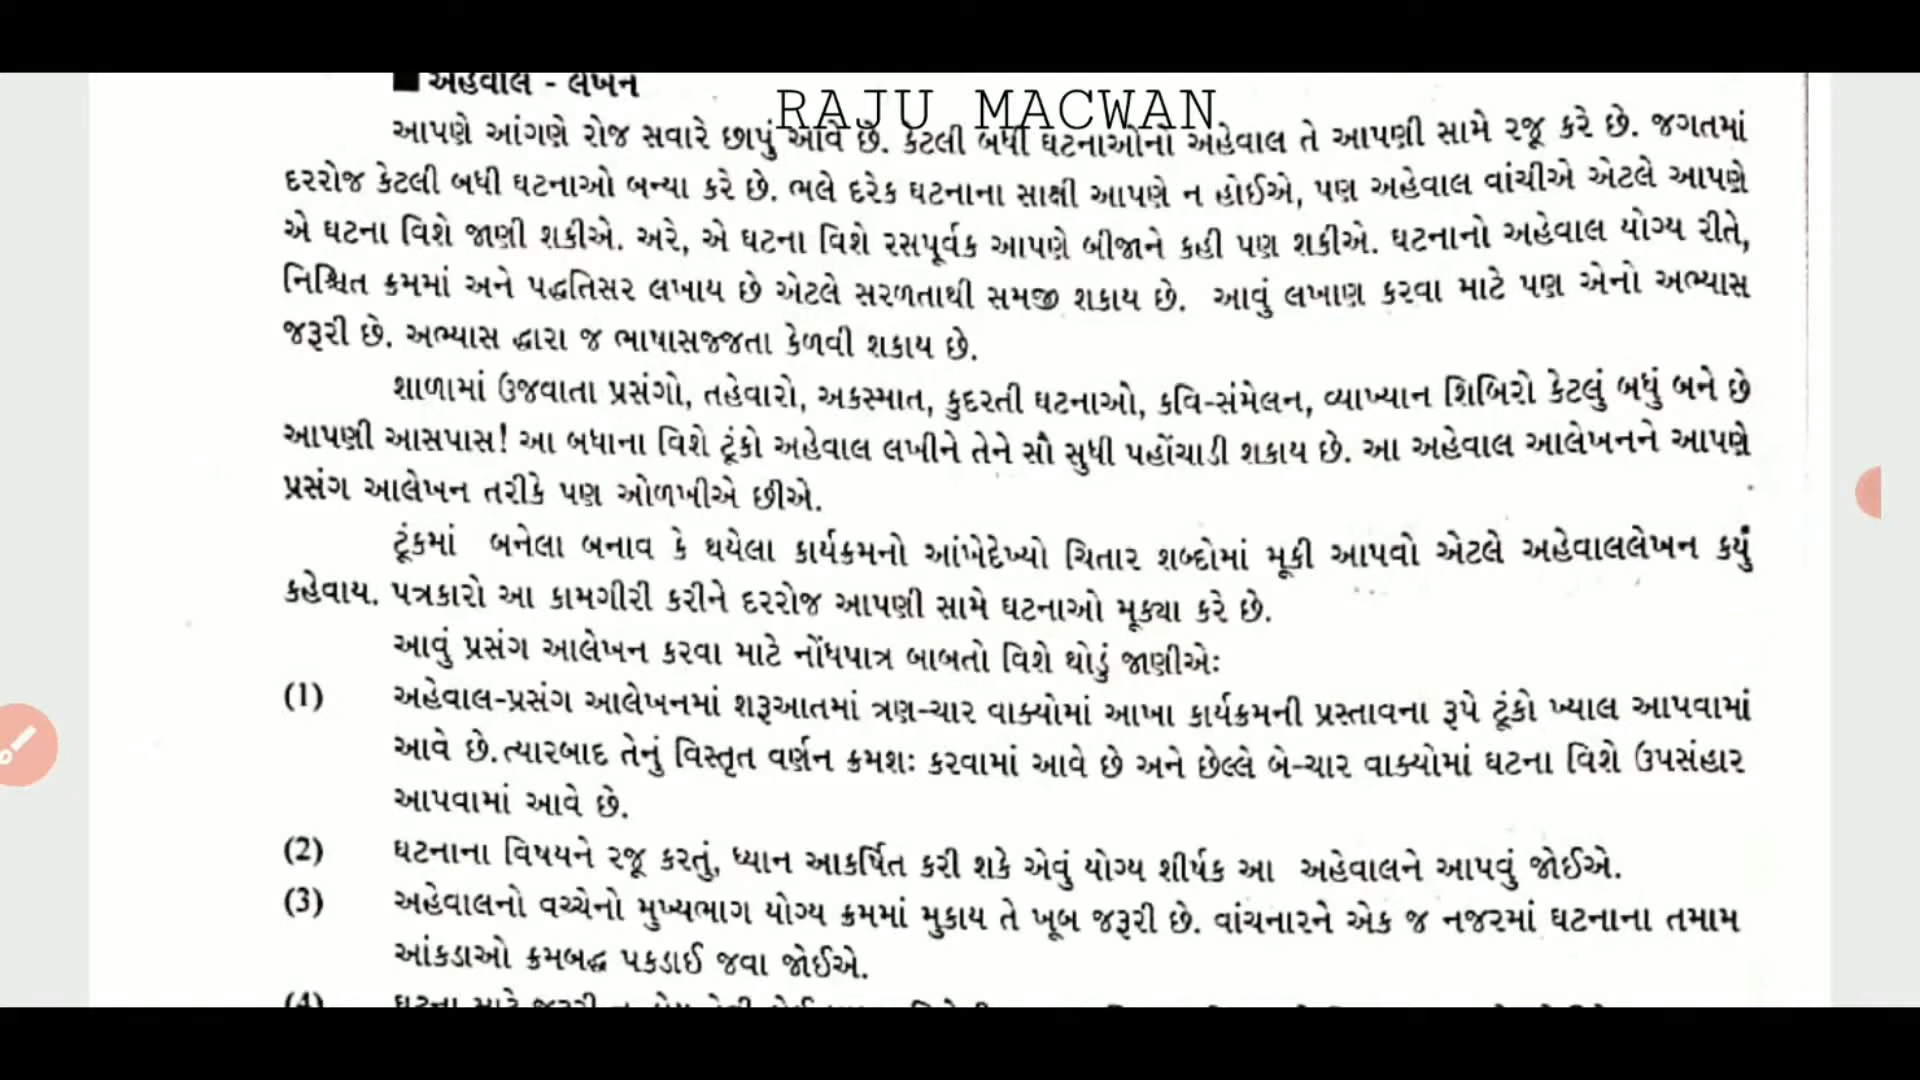 અહેવાલ - લેખન
RAJU MACWAN
આપણે આંગણે રોજ સવારે છાપું આવે છે. કેટલી બધી ઘટનાઓનો અહેવાલ તે આપણી સામે રજૂ કરે છે. જગતમાં
દરરોજ કેટલી બધી ઘટનાઓ બન્યા કરે છે. ભલે દરેક ઘટનાના સાક્ષી આપણે ન હોઈએ, પણ અહેવાલ વાંચીએ એટલે આપણે
એ ઘટના વિશે જાણી શકીએ. અરે, એ ઘટના વિશે રસપૂર્વક આપણે બીજાને કહી પણ શકીએ. ઘટનાનો અહેવાલ યોગ્ય રીતે,
નિશ્ચિત ક્રમમાં અને પદ્ધતિસર લખાય છે એટલે સરળતાથી સમજી શકાય છે. આવું લખાણ કરવા માટે પણ એનો અભ્યાસ
જરૂરી છે. અભ્યાસ દ્વારા જ ભાષાસજ્જતા કેળવી શકાય છે.
શાળામાં ઉજવાતા પ્રસંગો, તહેવારો, અકસ્માત, કુદરતી ઘટનાઓ, કવિ-સંમેલન, વ્યાખ્યાન શિબિરો કેટલું બધું બને છે
આપણી આસપાસ! આ બધાના વિશે ટૂંકો અહેવાલ લખીને તેને સૌ સુધી પહોંચાડી શકાય છે. આ અહેવાલ આલેખનને આપણે
પ્રસંગ આલેખન તરીકે પણ ઓળખીએ છીએ.
ટૂંકમાં બનેલા બનાવ કે થયેલા કાર્યક્રમનો આંખેદેખ્યો ચિતાર શબ્દોમાં મૂકી આપવો એટલે અહેવાલલેખન કર્યું
કહેવાય. પત્રકારો આ કામગીરી કરીને દરરોજ આપણી સામે ઘટનાઓ મૂક્યા કરે છે.
આવું પ્રસંગ આલેખન કરવા માટે નોંધપાત્ર બાબતો વિશે થોડું જાણીએઃ
(1) અહેવાલ-પ્રસંગ આલેખનમાં શરૂઆતમાં ત્રણ-ચાર વાક્યોમાં આખા કાર્યક્રમની પ્રસ્તાવના રૂપે ટૂંકો ખ્યાલ આપવામાં
આવે છે.ત્યારબાદ તેનું વિસ્તૃત વર્ણન ક્રમશઃ કરવામાં આવે છે અને છેલ્લે બે-ચાર વાક્યોમાં ઘટના વિશે ઉપસંહાર
આપવામાં આવે છે.
(2) ઘટનાના વિષયને રજૂ કરતું, ધ્યાન આકર્ષિત કરી શકે એવું યોગ્ય શીર્ષક આ અહેવાલને આપવું જોઈએ.
(3) અહેવાલનો વચ્ચેનો મુખ્યભાગ યોગ્ય ક્રમમાં મુકાય તે ખૂબ જરૂરી છે. વાંચનારને એક જ નજરમાં ઘટનાના તમામ
આંકડાઓ ક્રમબદ્ધ પકડાઈ જવા જોઈએ.
(4) ઘટના માટે